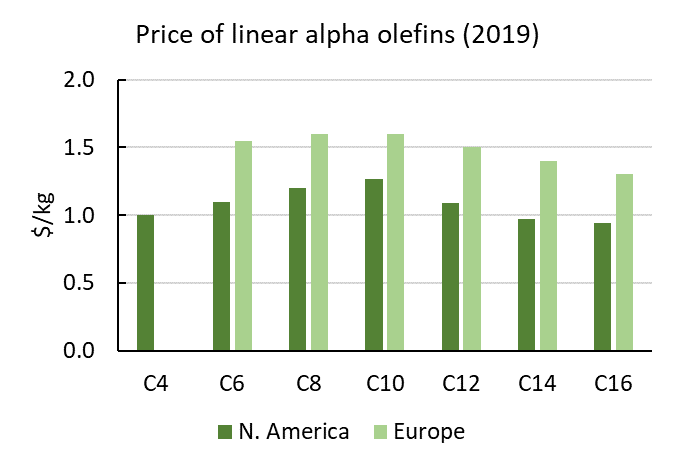 Price of linear alpha olefins (2019)
2.0
1.5
1.0
0.5
0.0
$/kg
C4 C6 C8 C10 C12 C14 C16
N. America Europe